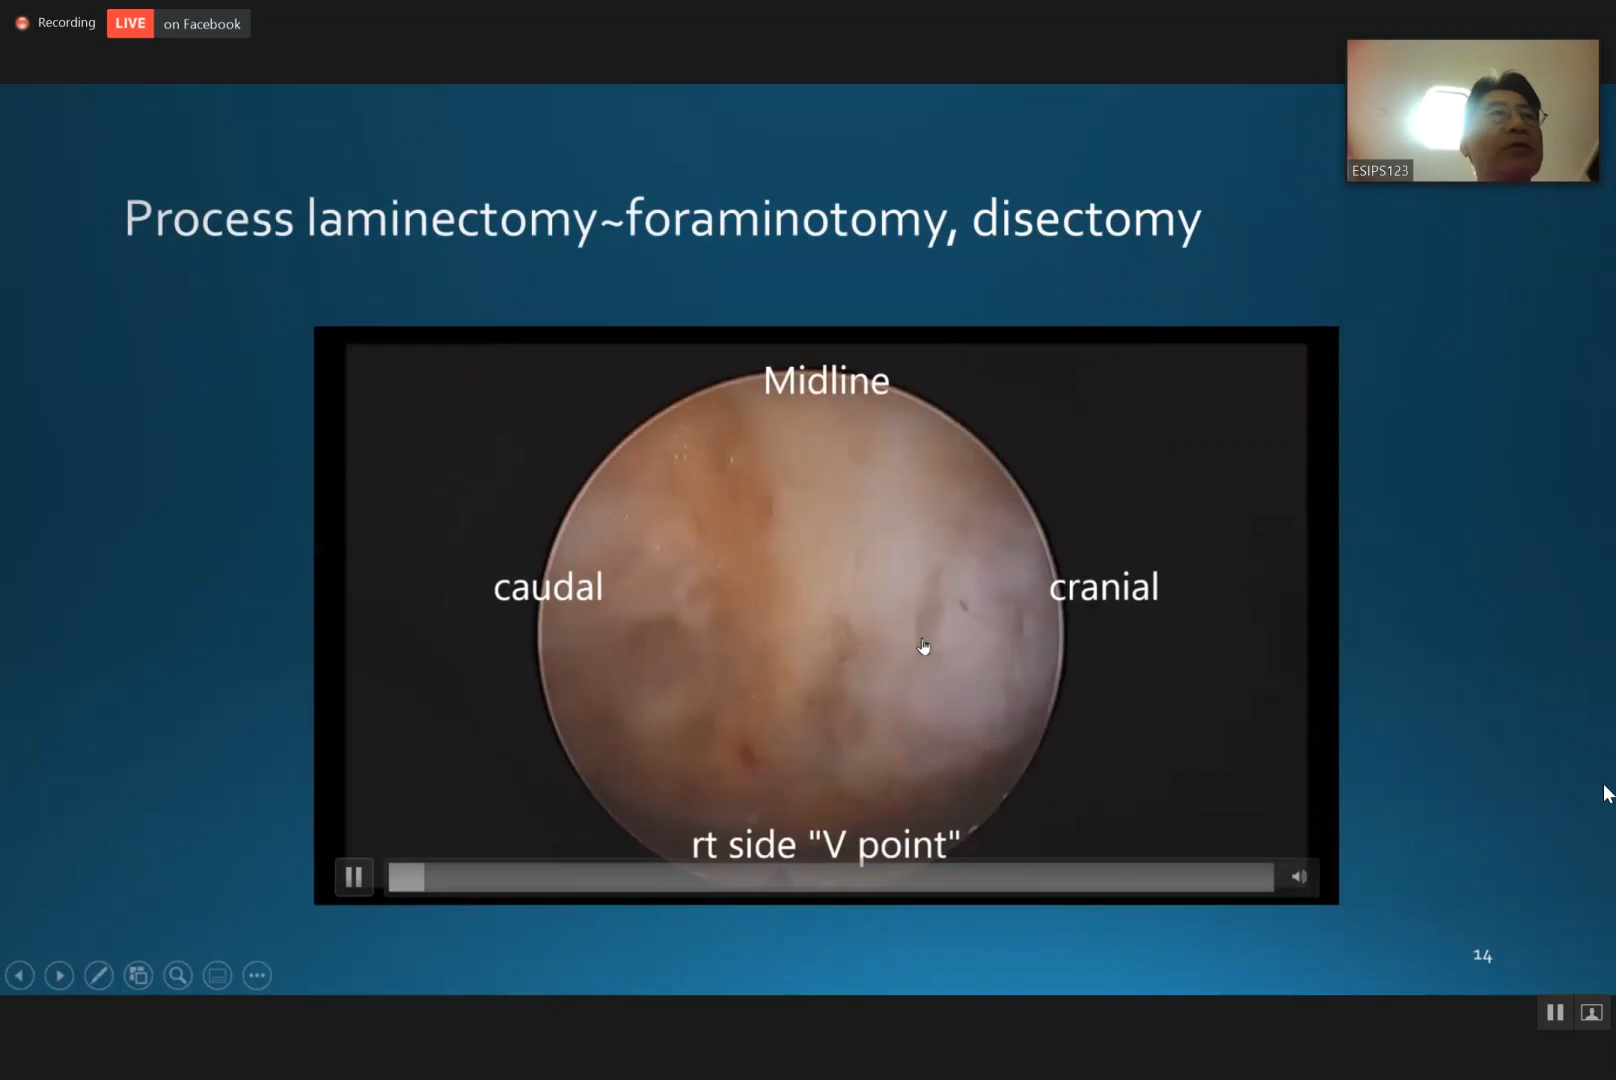 Recording LIVE on Facebook
ESIPS123
Process laminectomy~foraminotomy, disectomy
Midline
caudal cranial
rt side "V point"
14